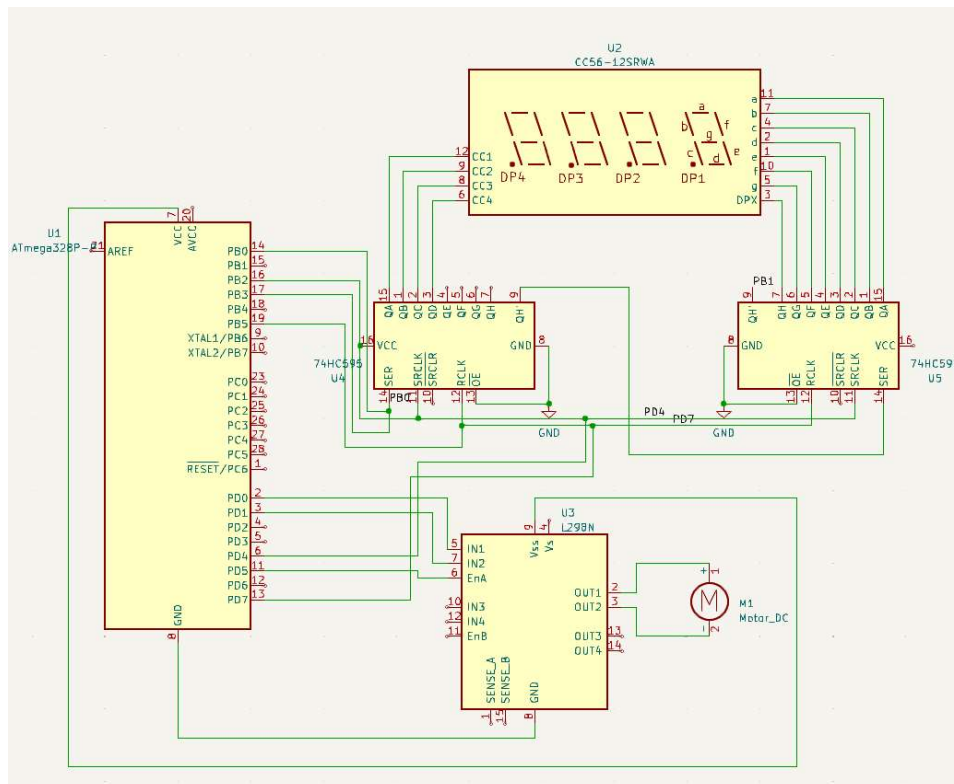 U2
CC56-12SRWA
a 11
b 7
c 4
d 2
e 1
f 10
g 5
DPX 3
12 CC1
9 CC2
8 CC3
6 CC4
a
b
f
g
c
d
e
DP4
DP3
DP2
DP1
U1
ATmega328P-
AREF
7
VCC
20
AVCC
PB0 14
PB1 15
PB2 16
PB3 17
PB4 18
PB5 19
XTAL1/PB6 9
XTAL2/PB7 10
PC0 23
PC1 24
PC2 25
PC3 26
PC4 27
PC5 28
RESET/PC6 1
PD0 2
PD1 3
PD2 4
PD3 5
PD4 6
PD5 11
PD6 12
PD7 13
GND
8
15 1 2 3 4 5 6 7 9
QA QB QC QD QE QF QG QH QH'
16 VCC
GND 8
SER SRCLK SRCLR RCLK OE
14 11 10 12 13
74HC595
U4
PB0
GND
PB1
9 7 6 5 4 3 2 1 15
QH' QH QG QF QE QD QC QB QA
8 GND
VCC 16
OE RCLK SRCLR SRCLK SER
13 12 10 11 14
74HC59
U5
PD4
PD7
GND
U3
L298N
9 4
Vss Vs
5 IN1
7 IN2
6 EnA
10 IN3
12 IN4
11 EnB
OUT1 2
OUT2 3
OUT3 13
OUT4 14
SENSE_A SENSE_B GND
1 15 8
+ 1
M
- 2
M1
Motor_DC